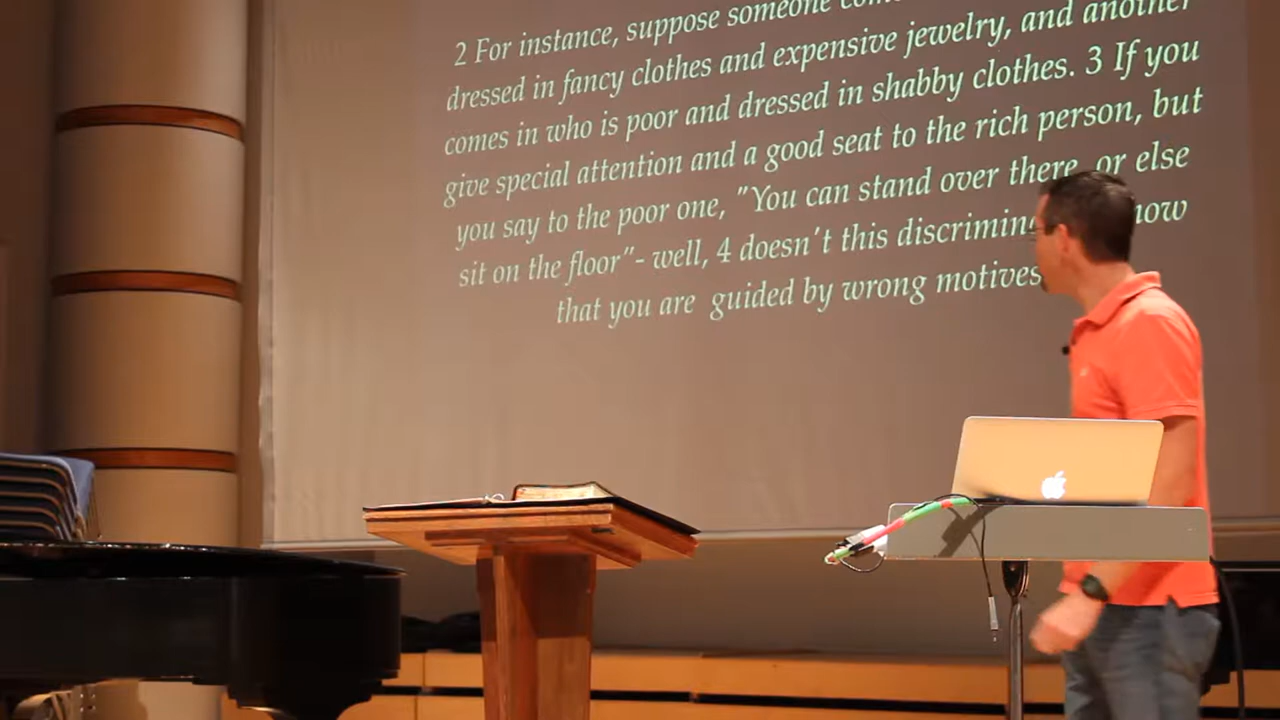 2 For instance, suppose someone
dressed in fancy clothes and expensive jewelry, and another
comes in who is poor and dressed in shabby clothes. 3 If you
give special attention and a good seat to the rich person, but
you say to the poor one, "You can stand over there, or else
sit on the floor"- well, 4 doesn't this
that you are guided by wrong motives